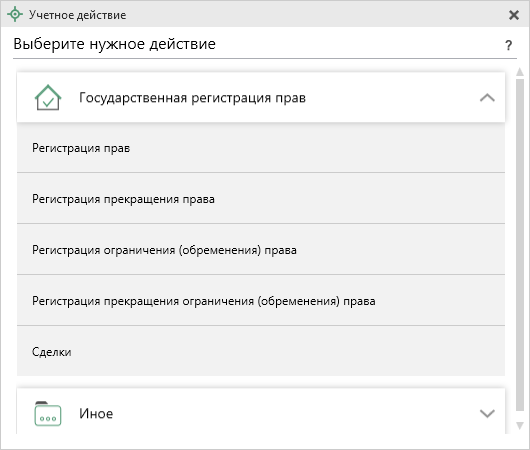 Учетное действие
Выберите нужное действие
?
Государственная регистрация прав
Регистрация прав
Регистрация прекращения права
Регистрация ограничения (обременения) права
Регистрация прекращения ограничения (обременения) права
Сделки
Иное